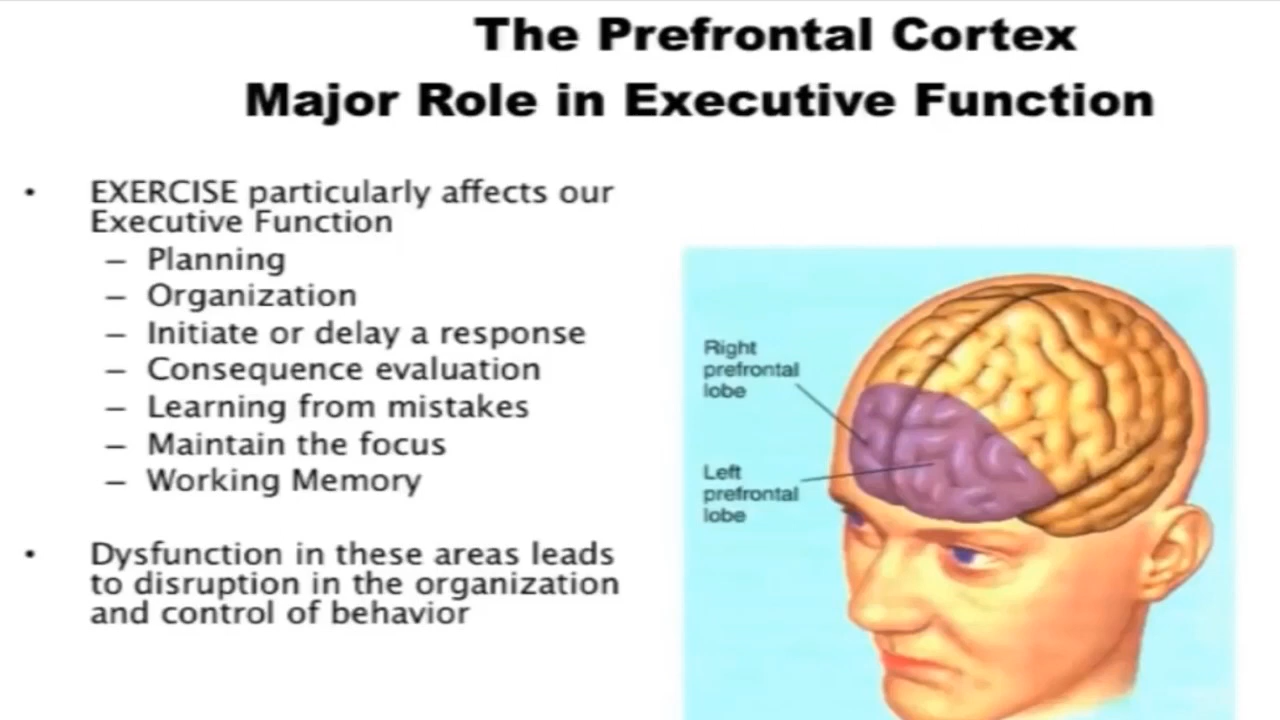 The Prefrontal Cortex
Major Role in Executive Function
• EXERCISE particularly affects our
Executive Function
– Planning
– Organization
– Initiate or delay a response
– Consequence evaluation
– Learning from mistakes
– Maintain the focus
– Working Memory
• Dysfunction in these areas leads
to disruption in the organization
and control of behavior
Right
prefrontal
lobe
Left
prefrontal
lobe